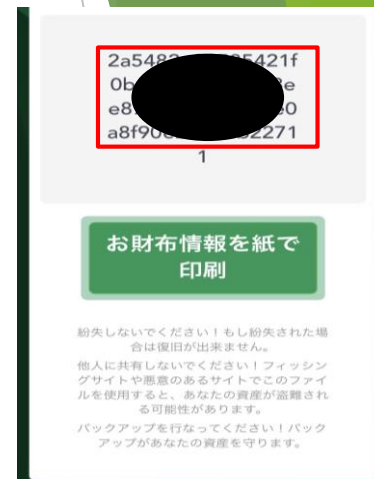 2a548
421f
0b
e
e8
0
a8f90
2271
1
お財布情報を紙で
印刷
紛失しないでください！もし紛失された場
合は復旧が出来ません。
他人に共有しないでください！フィッシン
グサイトや悪意のあるサイトでこのファイ
ルを使用すると、あなたの資産が盗難され
る可能性があります。
バックアップを行なってください！バック
アップがあなたの資産を守ります。